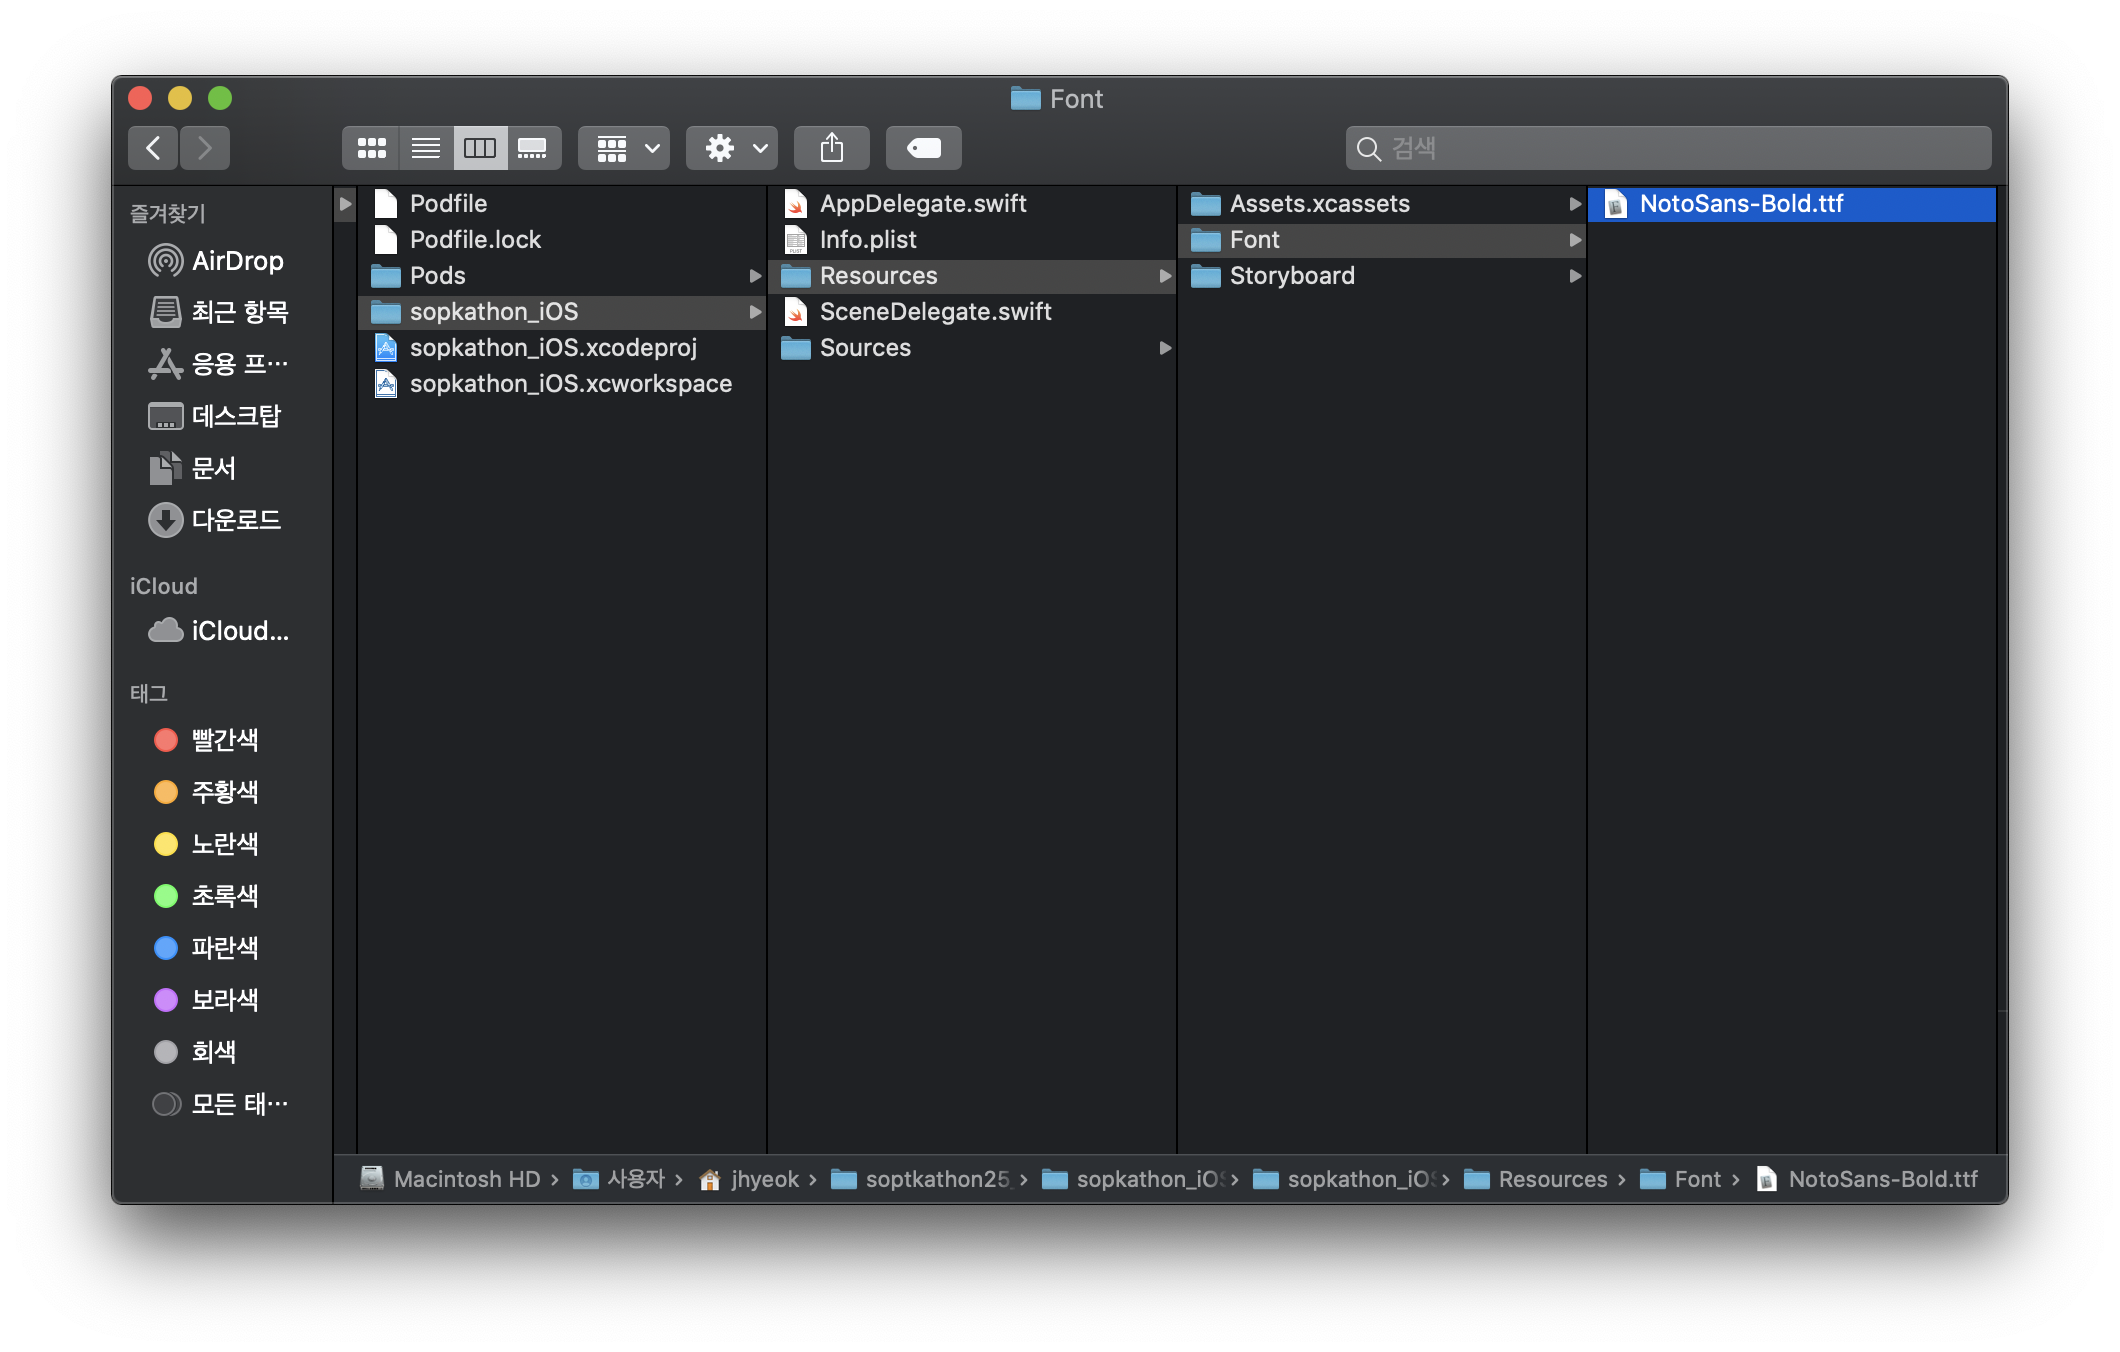 Font
검색
즐겨찾기
AirDrop
최근 항목
응용 프…
데스크탑
문서
다운로드
iCloud
iCloud...
태그
빨간색
주황색
노란색
초록색
파란색
보라색
회색
모든 태…
Podfile
Podfile.lock
Pods
sopkathon_iOS
sopkathon_iOS.xcodeproj
sopkathon_iOS.xcworkspace
AppDelegate.swift
Info.plist
Resources
SceneDelegate.swift
Sources
Assets.xcassets
Font
Storyboard
NotoSans-Bold.ttf
Macintosh HD › 사용자 › jhyeok › soptkathon25_ › sopkathon_iOS › sopkathon_iOS › Resources › Font › NotoSans-Bold.ttf